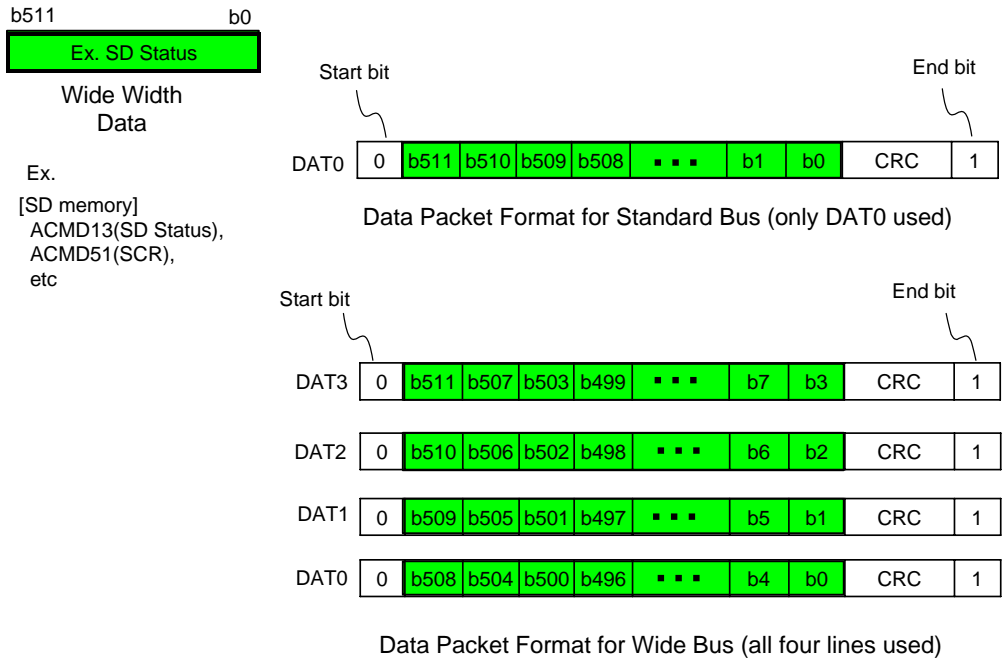 b511 b0
Ex. SD Status
Wide Width
Data
Ex.
[SD memory]
ACMD13(SD Status),
ACMD51(SCR),
etc
Start bit End bit
DAT0 0 b511 b510 b509 b508 ▪ ▪ ▪ b1 b0 CRC 1
Data Packet Format for Standard Bus (only DAT0 used)
Start bit End bit
DAT3 0 b511 b507 b503 b499 ▪ ▪ ▪ b7 b3 CRC 1
DAT2 0 b510 b506 b502 b498 ▪ ▪ ▪ b6 b2 CRC 1
DAT1 0 b509 b505 b501 b497 ▪ ▪ ▪ b5 b1 CRC 1
DAT0 0 b508 b504 b500 b496 ▪ ▪ ▪ b4 b0 CRC 1
Data Packet Format for Wide Bus (all four lines used)